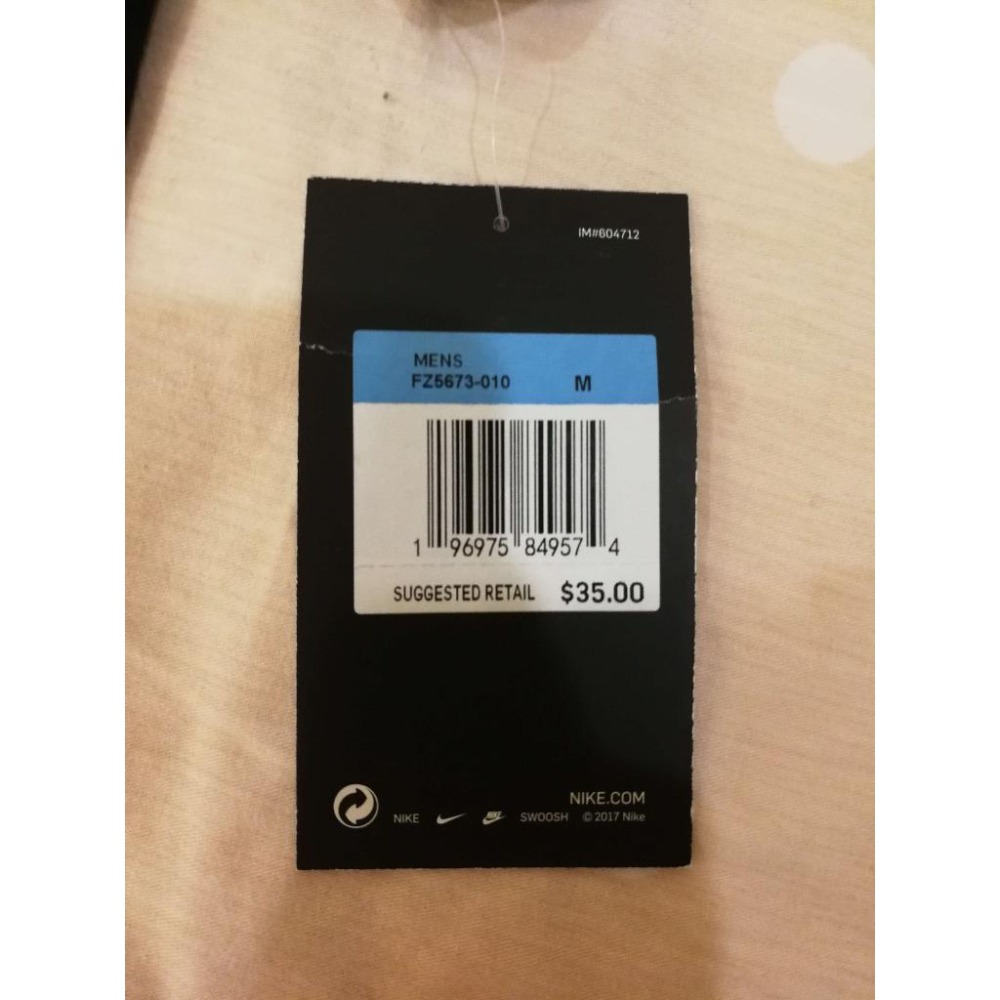 IM#604712
MENS
FZ5673-010 M
1 96975 84957 4
SUGGESTED RETAIL $35.00
NIKE.COM
NIKE NIKE SWOOSH © 2017 Nike